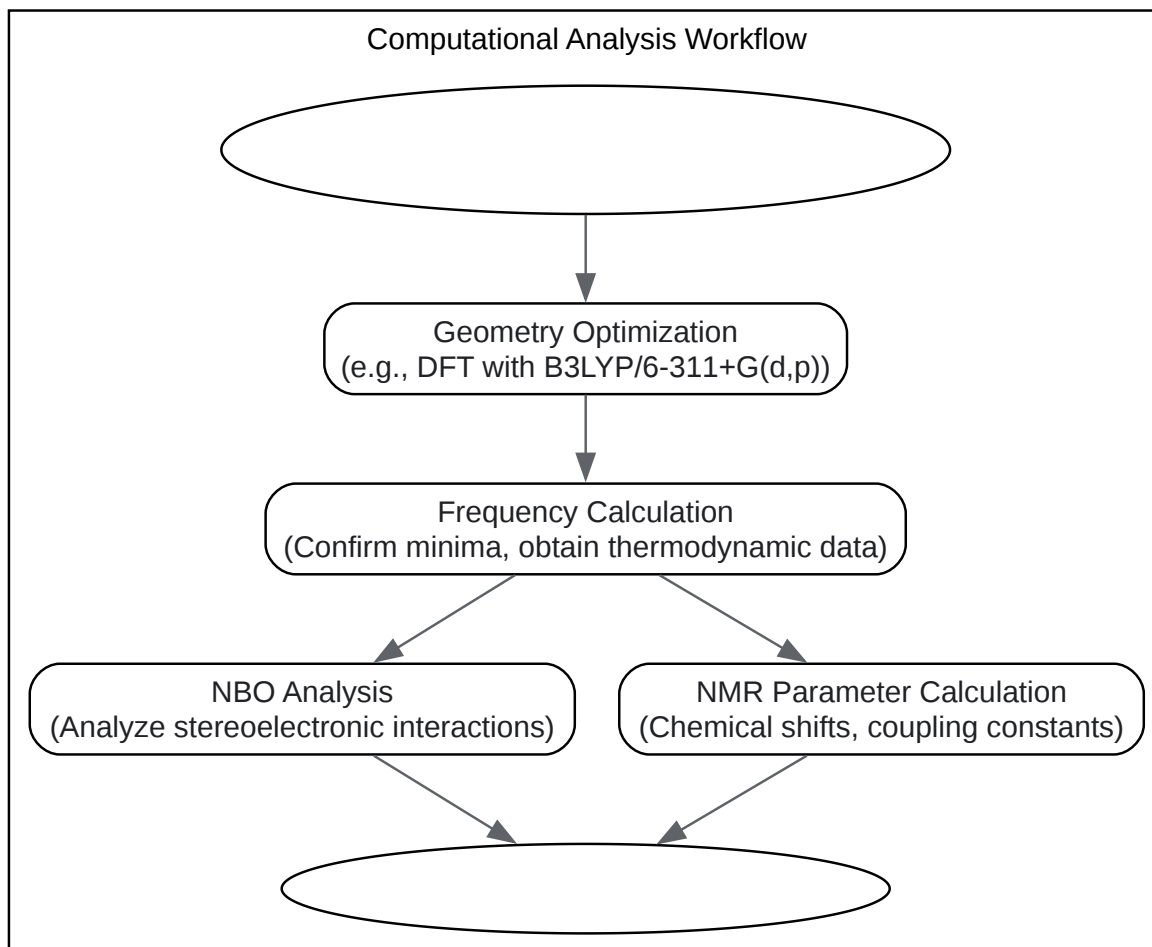 Computational Analysis Workflow
Geometry Optimization
(e.g., DFT with B3LYP/6-311+G(d,p))
Frequency Calculation
(Confirm minima, obtain thermodynamic data)
NBO Analysis
(Analyze stereoelectronic interactions)
NMR Parameter Calculation
(Chemical shifts, coupling constants)